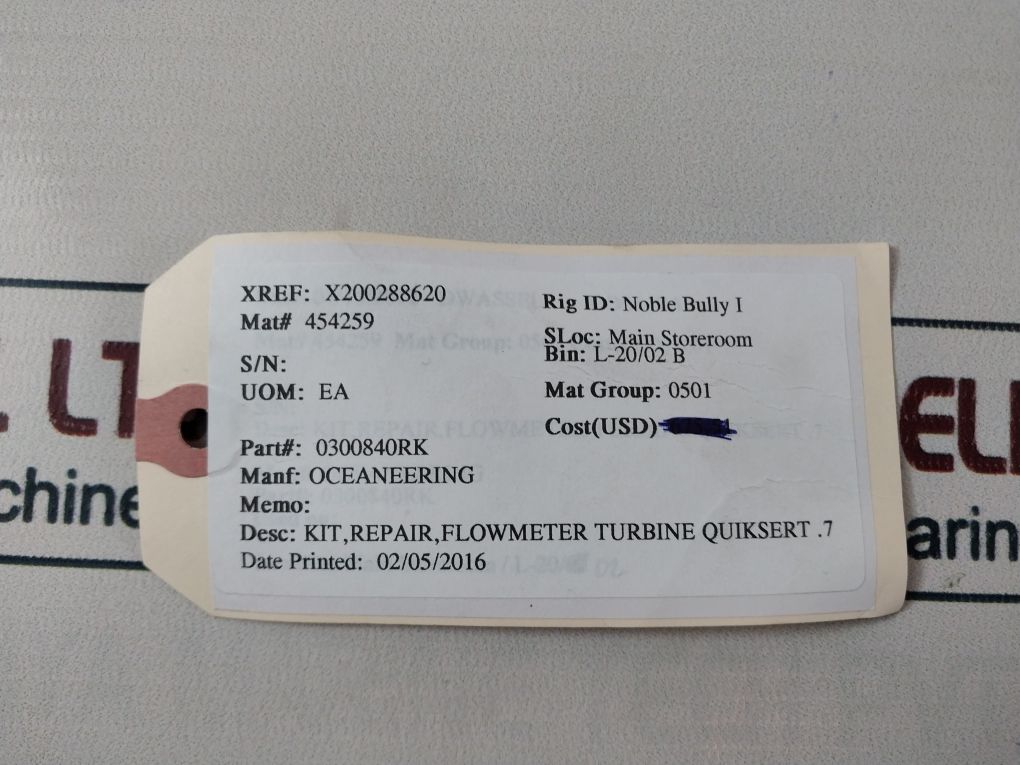 XREF: X200288620
Mat# 454259
S/N:
UOM: EA
Part#: 0300840RK
Manf: OCEANEERING
Memo:
Desc: KIT,REPAIR,FLOWMETER TURBINE QUIKSERT .7
Date Printed: 02/05/2016
Rig ID: Noble Bully I
SLoc: Main Storeroom
Bin: L-20/02 B
Mat Group: 0501
Cost(USD)